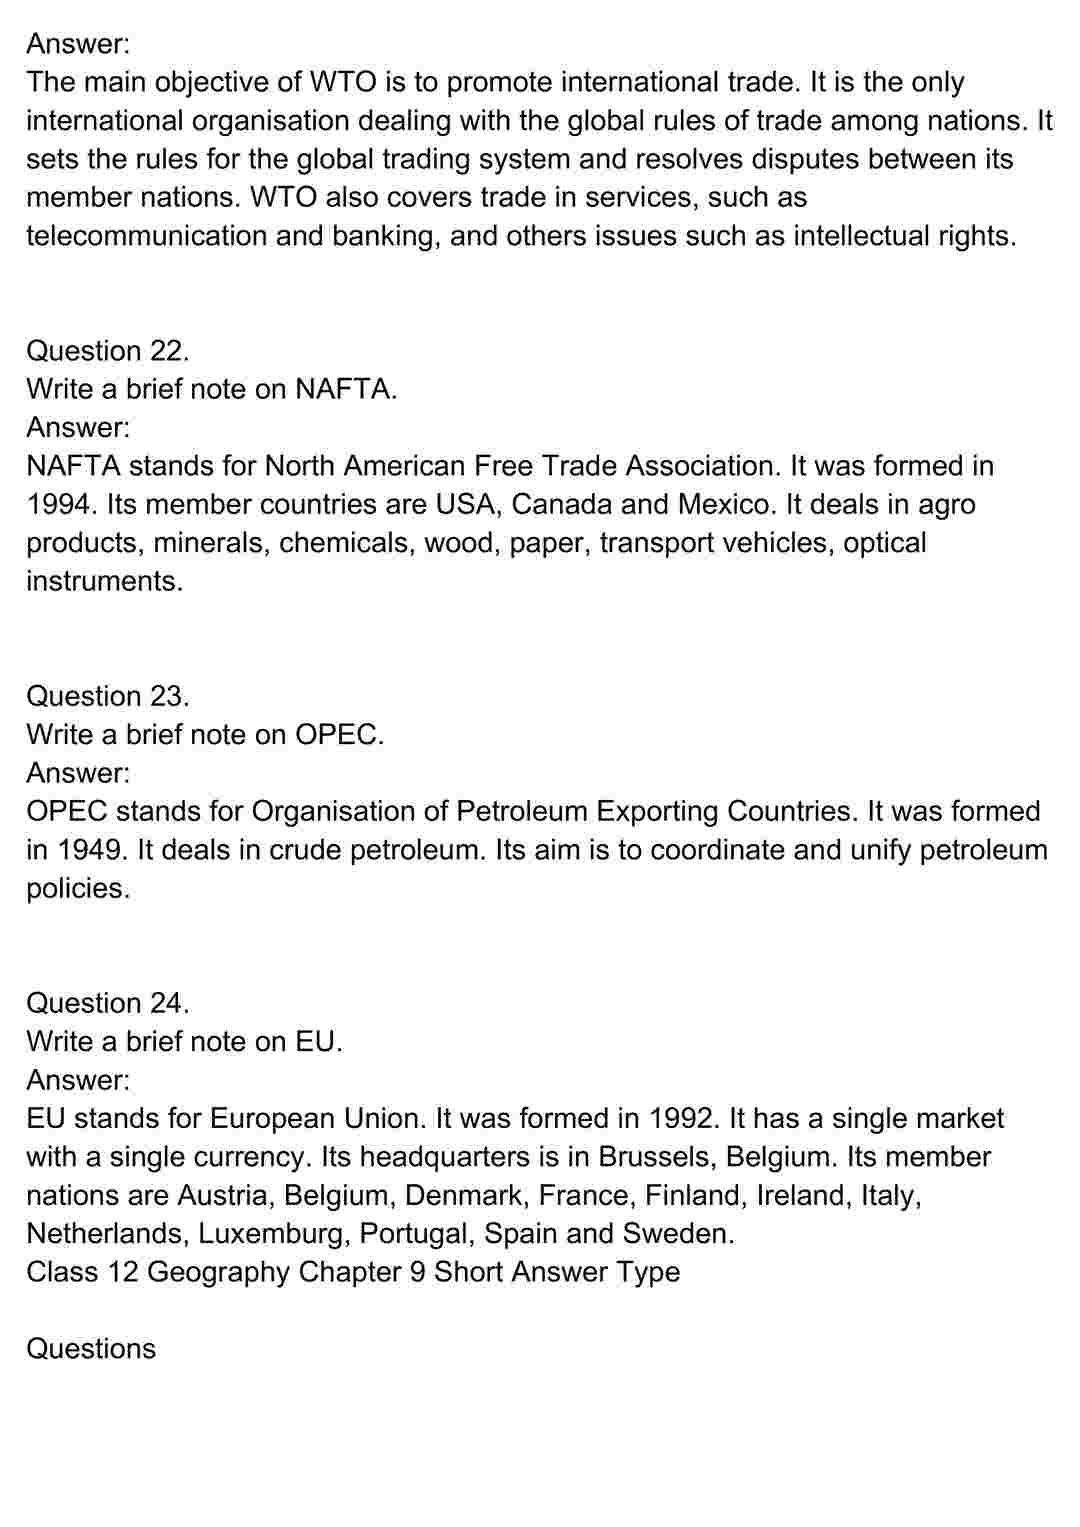 Answer:
The main objective of WTO is to promote international trade. It is the only
international organisation dealing with the global rules of trade among nations. It
sets the rules for the global trading system and resolves disputes between its
member nations. WTO also covers trade in services, such as
telecommunication and banking, and others issues such as intellectual rights.
Question 22.
Write a brief note on NAFTA.
Answer:
NAFTA stands for North American Free Trade Association. It was formed in
1994. Its member countries are USA, Canada and Mexico. It deals in agro
products, minerals, chemicals, wood, paper, transport vehicles, optical
instruments.
Question 23.
Write a brief note on OPEC.
Answer:
OPEC stands for Organisation of Petroleum Exporting Countries. It was formed
in 1949. It deals in crude petroleum. Its aim is to coordinate and unify petroleum
policies.
Question 24.
Write a brief note on EU.
Answer:
EU stands for European Union. It was formed in 1992. It has a single market
with a single currency. Its headquarters is in Brussels, Belgium. Its member
nations are Austria, Belgium, Denmark, France, Finland, Ireland, Italy,
Netherlands, Luxemburg, Portugal, Spain and Sweden.
Class 12 Geography Chapter 9 Short Answer Type
Questions